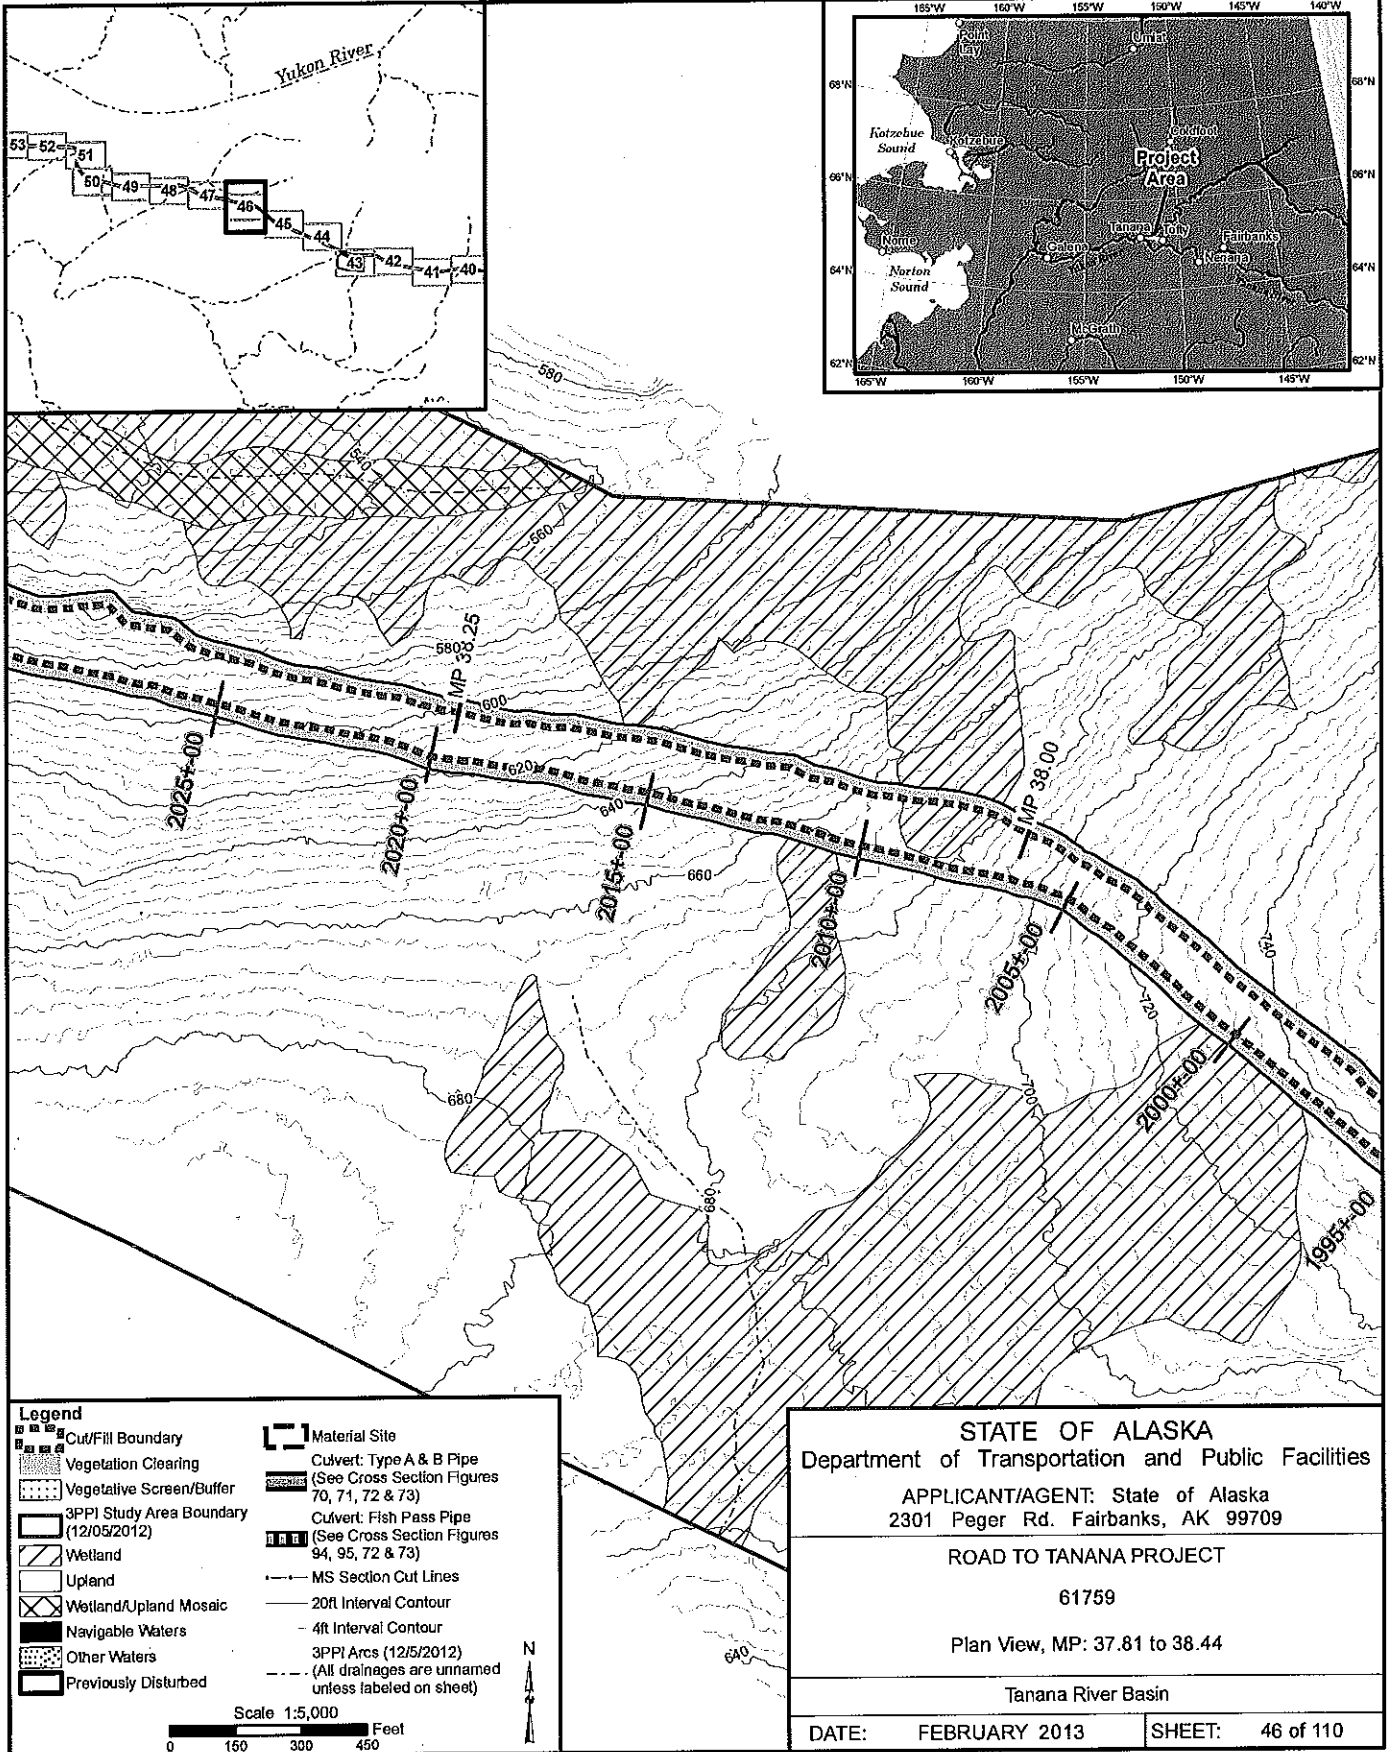 Yukon River
53
52
51
50
49
48
47
46
45
44
43
42
41
40
165°W 160°W 155°W 150°W 145°W 140°W
68°N
66°N
64°N
62°N
68°N
66°N
64°N
62°N
Point
Lay
Umiat
Kotzebue
Sound
Kotzebue
Coldfoot
Project
Area
Tanana
Tofty
Fairbanks
Nome
Galena
Nenana
Norton
Sound
McGrath
165°W 160°W 155°W 150°W 145°W
580
540
560
580
MP 38.25
600
620
640
660
MP 38.00
740
720
700
680
680
640
2025+00
2020+00
2015+00
2010+00
2005+00
2000+00
1995+00
Legend
Cut/Fill Boundary
Vegetation Clearing
Vegetative Screen/Buffer
3PPI Study Area Boundary
(12/05/2012)
Wetland
Upland
Wetland/Upland Mosaic
Navigable Waters
Other Waters
Previously Disturbed
Material Site
Culvert: Type A & B Pipe
(See Cross Section Figures
70, 71, 72 & 73)
Culvert: Fish Pass Pipe
(See Cross Section Figures
94, 95, 72 & 73)
MS Section Cut Lines
20ft Interval Contour
4ft Interval Contour
3PPI Arcs (12/5/2012)
(All drainages are unnamed
unless labeled on sheet)
N
Scale 1:5,000
Feet
0 150 300 450
STATE OF ALASKA
Department of Transportation and Public Facilities
APPLICANT/AGENT: State of Alaska
2301 Peger Rd. Fairbanks, AK 99709
ROAD TO TANANA PROJECT
61759
Plan View, MP: 37.81 to 38.44
Tanana River Basin
DATE: FEBRUARY 2013
SHEET: 46 of 110